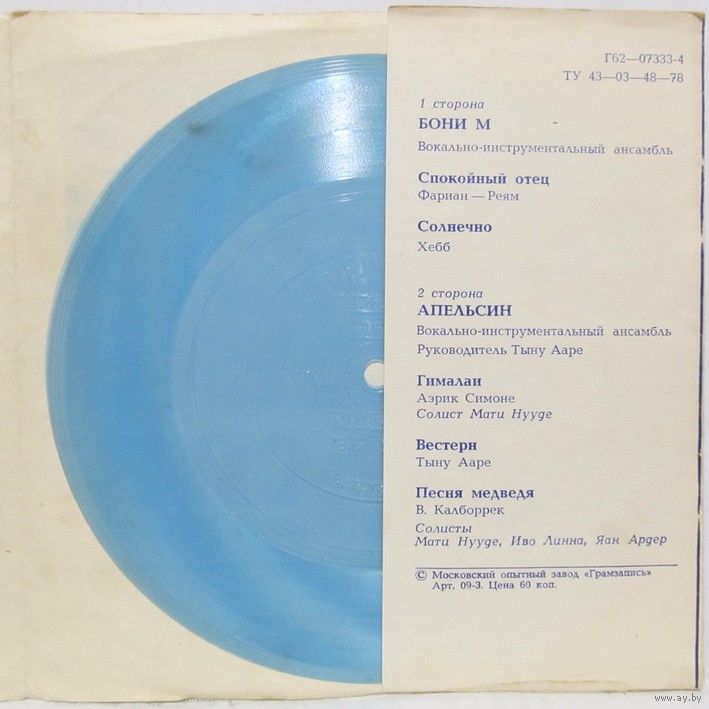 Г62—07333-4
ТУ 43—03—48—78
1 сторона
БОНИ М
Вокально-инструментальный ансамбль
Спокойный отец
Фариан — Реям
Солнечно
Хебб
2 сторона
АПЕЛЬСИН
Вокально-инструментальный ансамбль
Руководитель Тыну Ааре
Гималаи
Аэрик Симоне
Солист Мати Нууде
Вестерн
Тыну Ааре
Песня медведя
В. Калборрек
Солисты
Мати Нууде, Иво Линна, Яан Ардер
© Московский опытный завод «Грамзапись»
Арт. 09-3. Цена 60 коп.
www.ay.by